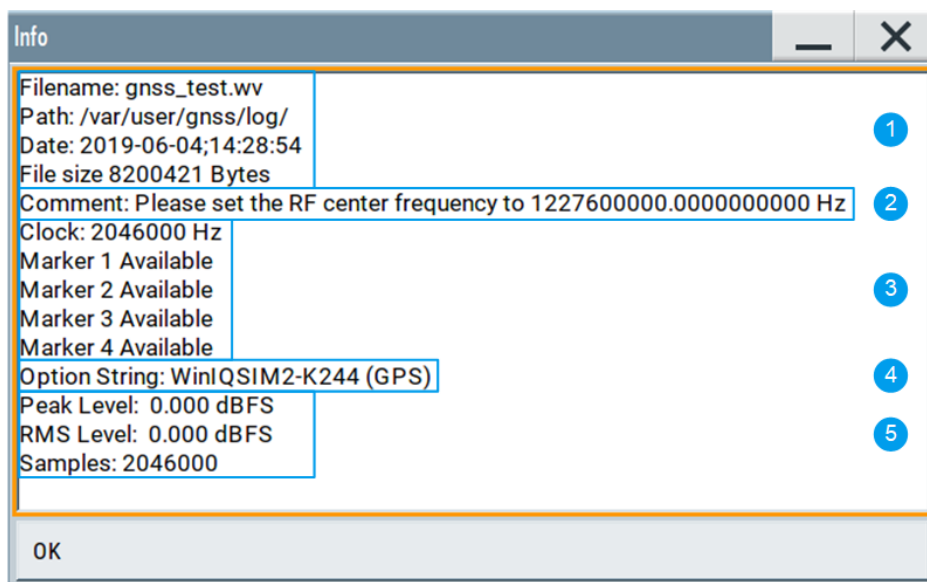 Info
Filename: gnss_test.wv
Path: /var/user/gnss/log/
Date: 2019-06-04;14:28:54
File size 8200421 Bytes
1
Comment: Please set the RF center frequency to 1227600000.0000000000 Hz
2
Clock: 2046000 Hz
Marker 1 Available
Marker 2 Available
Marker 3 Available
Marker 4 Available
3
Option String: WinIQSIM2-K244 (GPS)
4
Peak Level:  0.000 dBFS
RMS Level:  0.000 dBFS
Samples: 2046000
5
OK